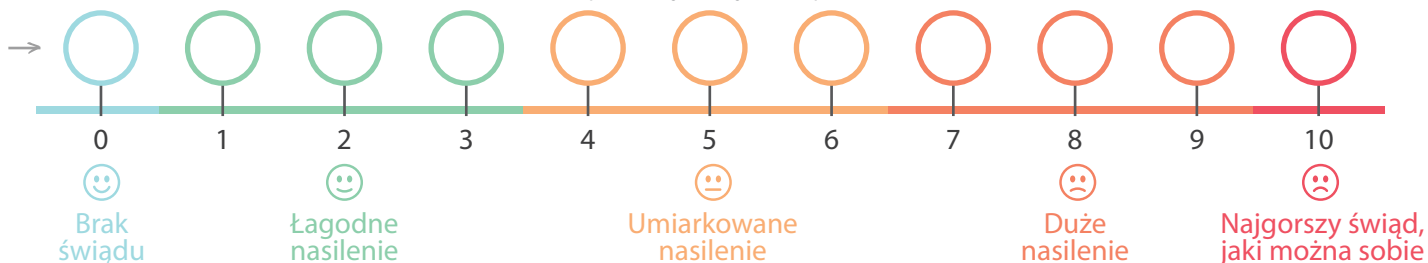 0 1 2 3 4 5 6 7 8 9 10
Brak świądu
Łagodne nasilenie
Umiarkowane nasilenie
Duże nasilenie
Najgorszy świąd,
jaki można sobie